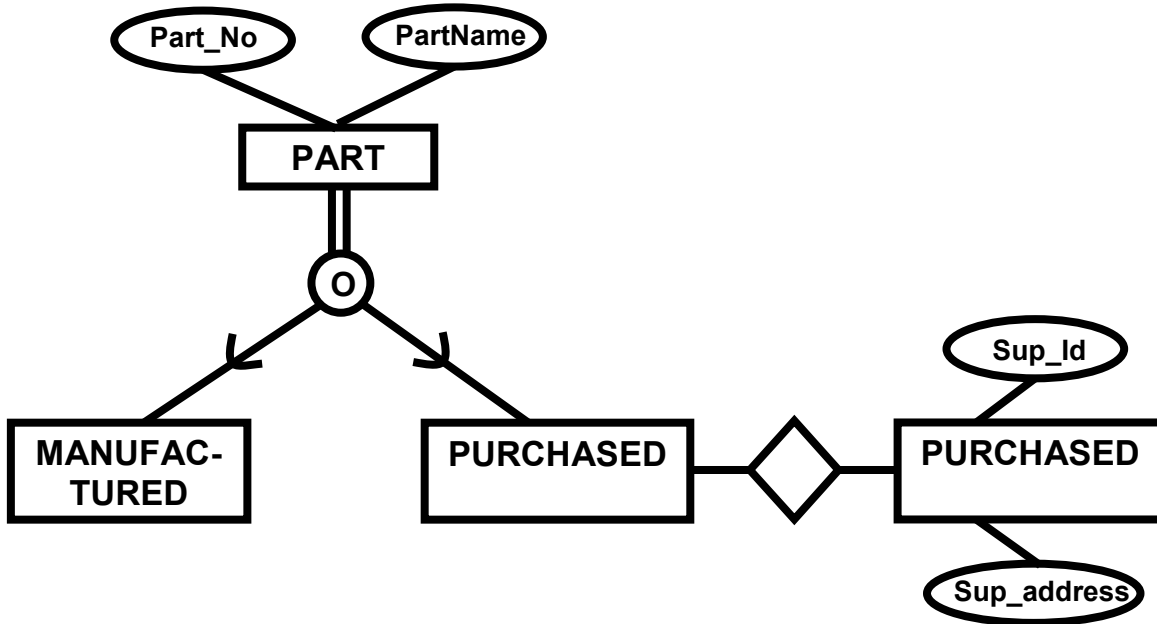 Part_No
PartName
PART
O
Sup_Id
MANUFAC-
TURED
PURCHASED
PURCHASED
Sup_address